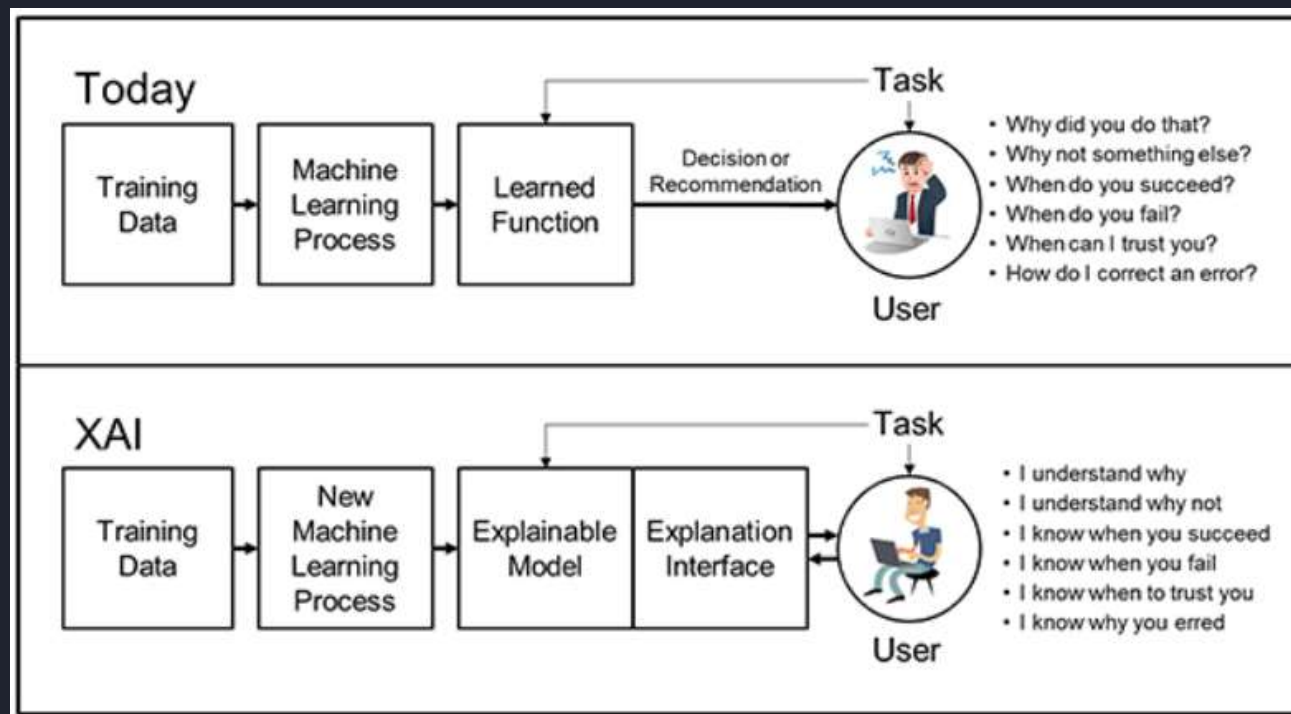 Today
Task
Training
Data
Machine
Learning
Process
Learned
Function
Decision or
Recommendation
User
• Why did you do that?
• Why not something else?
• When do you succeed?
• When do you fail?
• When can I trust you?
• How do I correct an error?
XAI
Task
Training
Data
New
Machine
Learning
Process
Explainable
Model
Explanation
Interface
User
• I understand why
• I understand why not
• I know when you succeed
• I know when you fail
• I know when to trust you
• I know why you erred